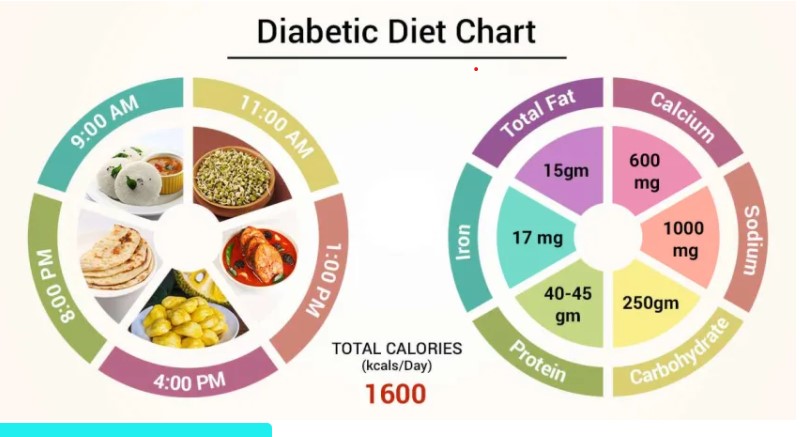 Diabetic Diet Chart
9:00 AM
11:00 AM
1:00 PM
4:00 PM
8:00 PM
TOTAL CALORIES
(kcals/Day)
1600
Total Fat
15gm
Calcium
600
mg
Sodium
1000
mg
Carbohydrate
250gm
Protein
40-45
gm
Iron
17 mg